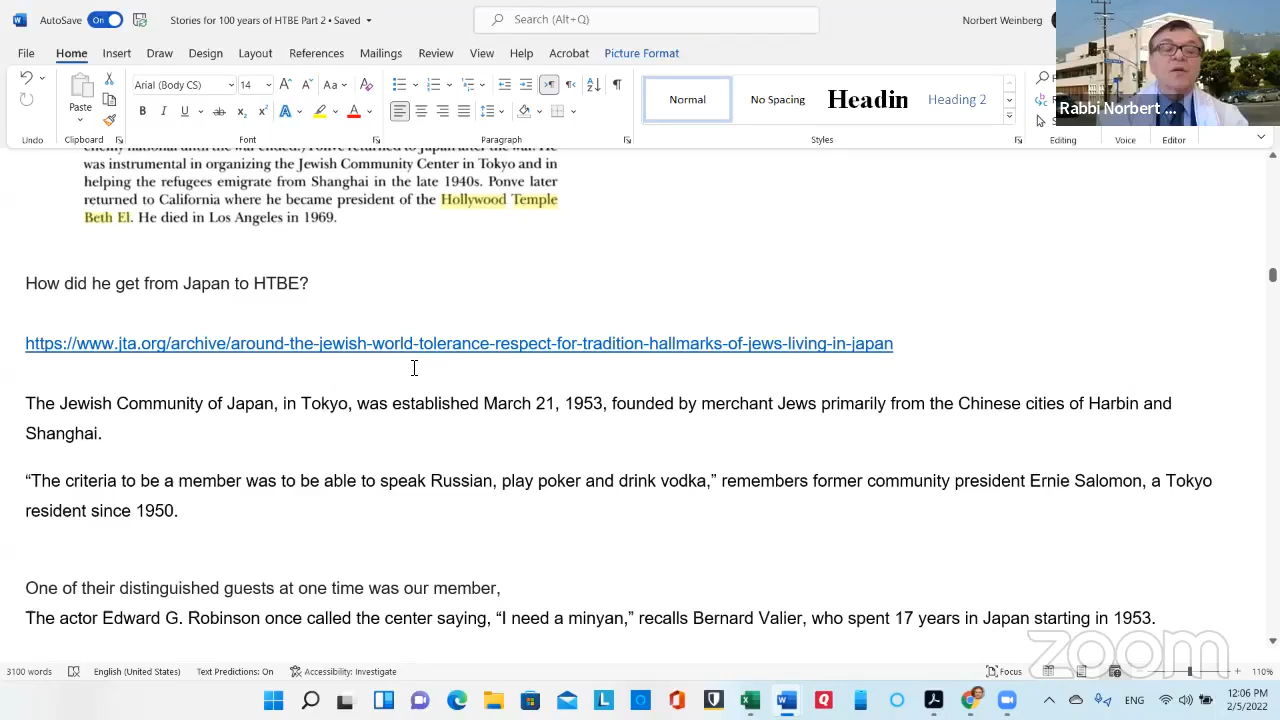 AutoSave On Stories for 100 years of HTBE Part 2 • Saved Search (Alt+Q) Norbert Weinberg
File Home Insert Draw Design Layout References Mailings Review View Help Acrobat Picture Format
Arial (Body CS) 14
Paste
Normal No Spacing Headin Heading 2
Rabbi Norbert ...
Undo Clipboard Font Paragraph Styles Editing Voice Editor
was instrumental in organizing the Jewish Community Center in Tokyo and in
helping the refugees emigrate from Shanghai in the late 1940s. Ponve later
returned to California where he became president of the Hollywood Temple
Beth El. He died in Los Angeles in 1969.
How did he get from Japan to HTBE?
https://www.jta.org/archive/around-the-jewish-world-tolerance-respect-for-tradition-hallmarks-of-jews-living-in-japan
The Jewish Community of Japan, in Tokyo, was established March 21, 1953, founded by merchant Jews primarily from the Chinese cities of Harbin and
Shanghai.
“The criteria to be a member was to be able to speak Russian, play poker and drink vodka,” remembers former community president Ernie Salomon, a Tokyo
resident since 1950.
One of their distinguished guests at one time was our member,
The actor Edward G. Robinson once called the center saying, “I need a minyan,” recalls Bernard Valier, who spent 17 years in Japan starting in 1953.
zoom
3100 words English (United States) Text Predictions: On Accessibility: Investigate Focus 110%
ENG 2:06 PM
2/5/2022